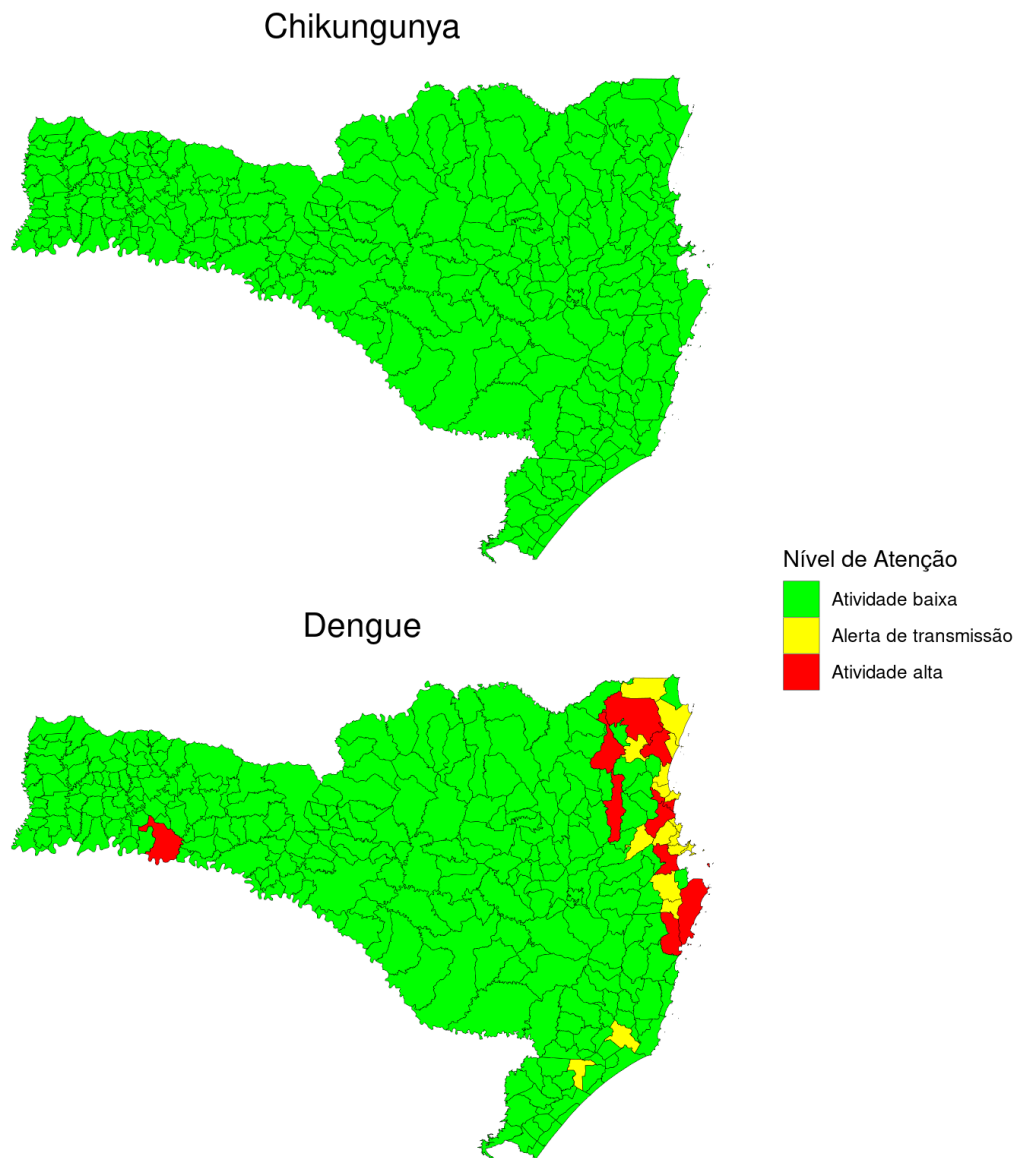 Chikungunya
Nível de Atenção
Atividade baixa
Alerta de transmissão
Atividade alta
Dengue